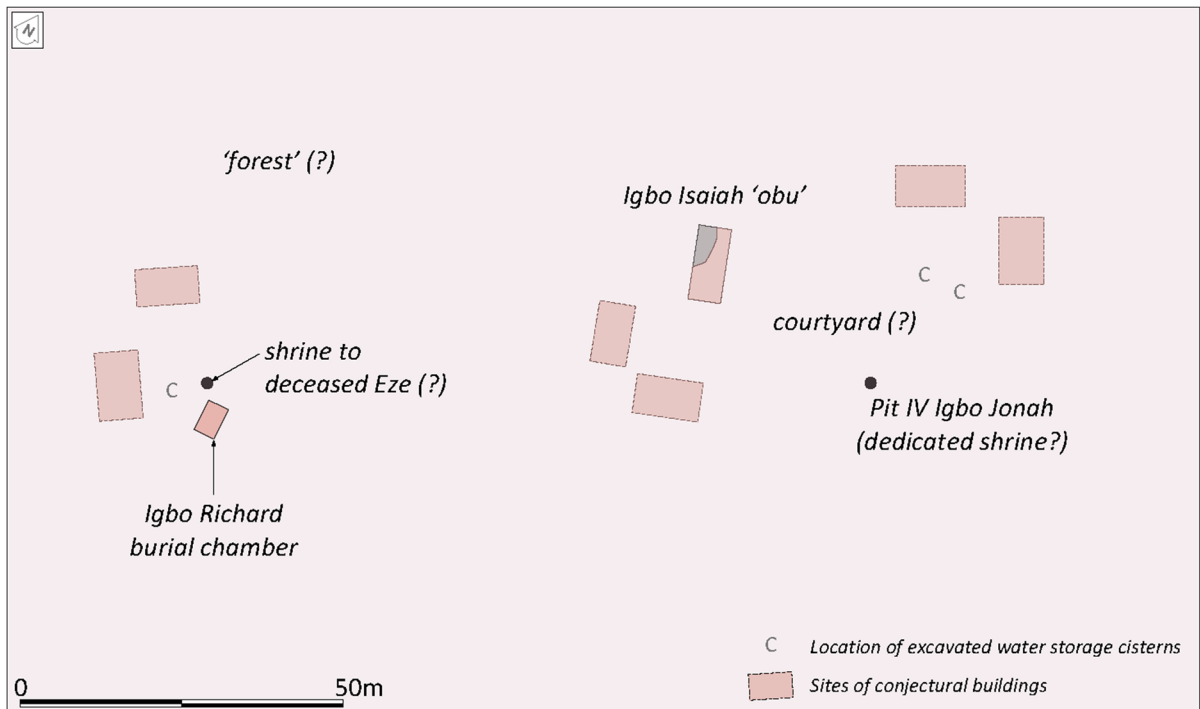 N
‘forest’ (?)
Igbo Isaiah ‘obu’
C
C
courtyard (?)
shrine to
deceased Eze (?)
C
Pit IV Igbo Jonah
(dedicated shrine?)
Igbo Richard
burial chamber
C Location of excavated water storage cisterns
Sites of conjectural buildings
0 50m